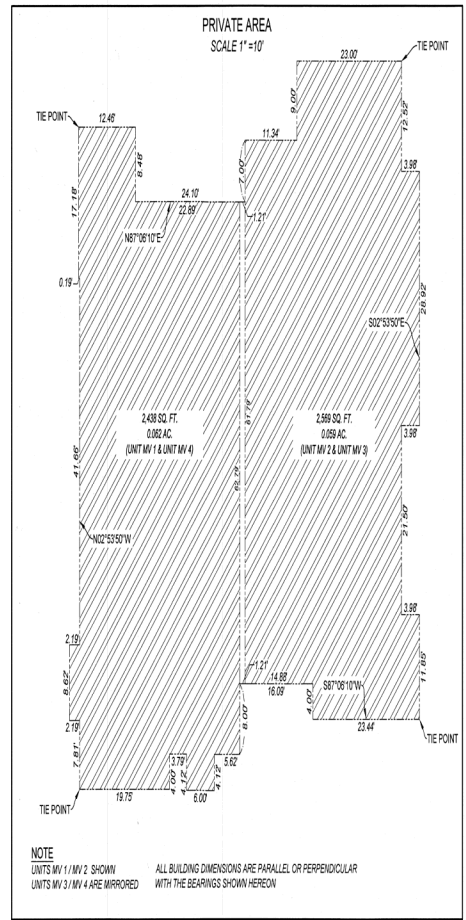 PRIVATE AREA
SCALE 1" =10'
23.00'
TIE POINT
9.00'
12.52'
TIE POINT
12.46'
11.34'
8.48'
7.00'
3.98'
17.18'
24.10'
22.89'
1.21'
N87°06'10"E
0.19'
28.92'
S02°53'50"E
2,438 SQ. FT.
0.062 AC.
(UNIT MV 1 & UNIT MV 4)
61.79'
2,589 SQ. FT.
0.059 AC.
(UNIT MV 2 & UNIT MV 3)
3.98'
41.66'
62.79'
21.50'
N02°53'50"W
3.98'
2.19'
1.21'
14.88'
16.09'
S87°06'10"W
11.85'
8.62'
4.00'
8.00'
23.44'
2.19'
TIE POINT
7.81'
3.79'
5.62'
4.00'
4.12'
4.12'
19.75'
6.00'
TIE POINT
NOTE
UNITS MV 1 / MV 2 SHOWN
UNITS MV 3 / MV 4 ARE MIRRORED
ALL BUILDING DIMENSIONS ARE PARALLEL OR PERPENDICULAR
WITH THE BEARINGS SHOWN HEREON